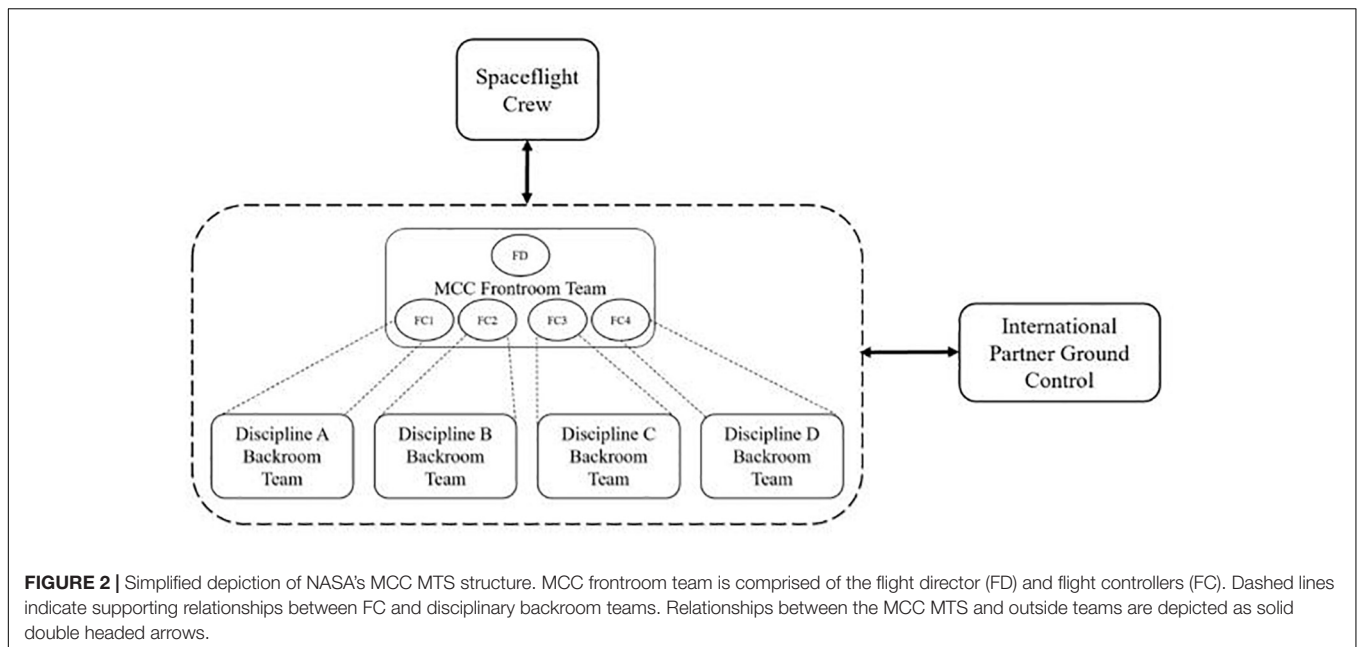 Spaceflight
Crew
FD
MCC Frontroom Team
FC1
FC2
FC3
FC4
International
Partner Ground
Control
Discipline A
Backroom
Team
Discipline B
Backroom
Team
Discipline C
Backroom
Team
Discipline D
Backroom
Team
FIGURE 2 | Simplified depiction of NASA's MCC MTS structure. MCC frontroom team is comprised of the flight director (FD) and flight controllers (FC). Dashed lines
indicate supporting relationships between FC and disciplinary backroom teams. Relationships between the MCC MTS and outside teams are depicted as solid
double headed arrows.